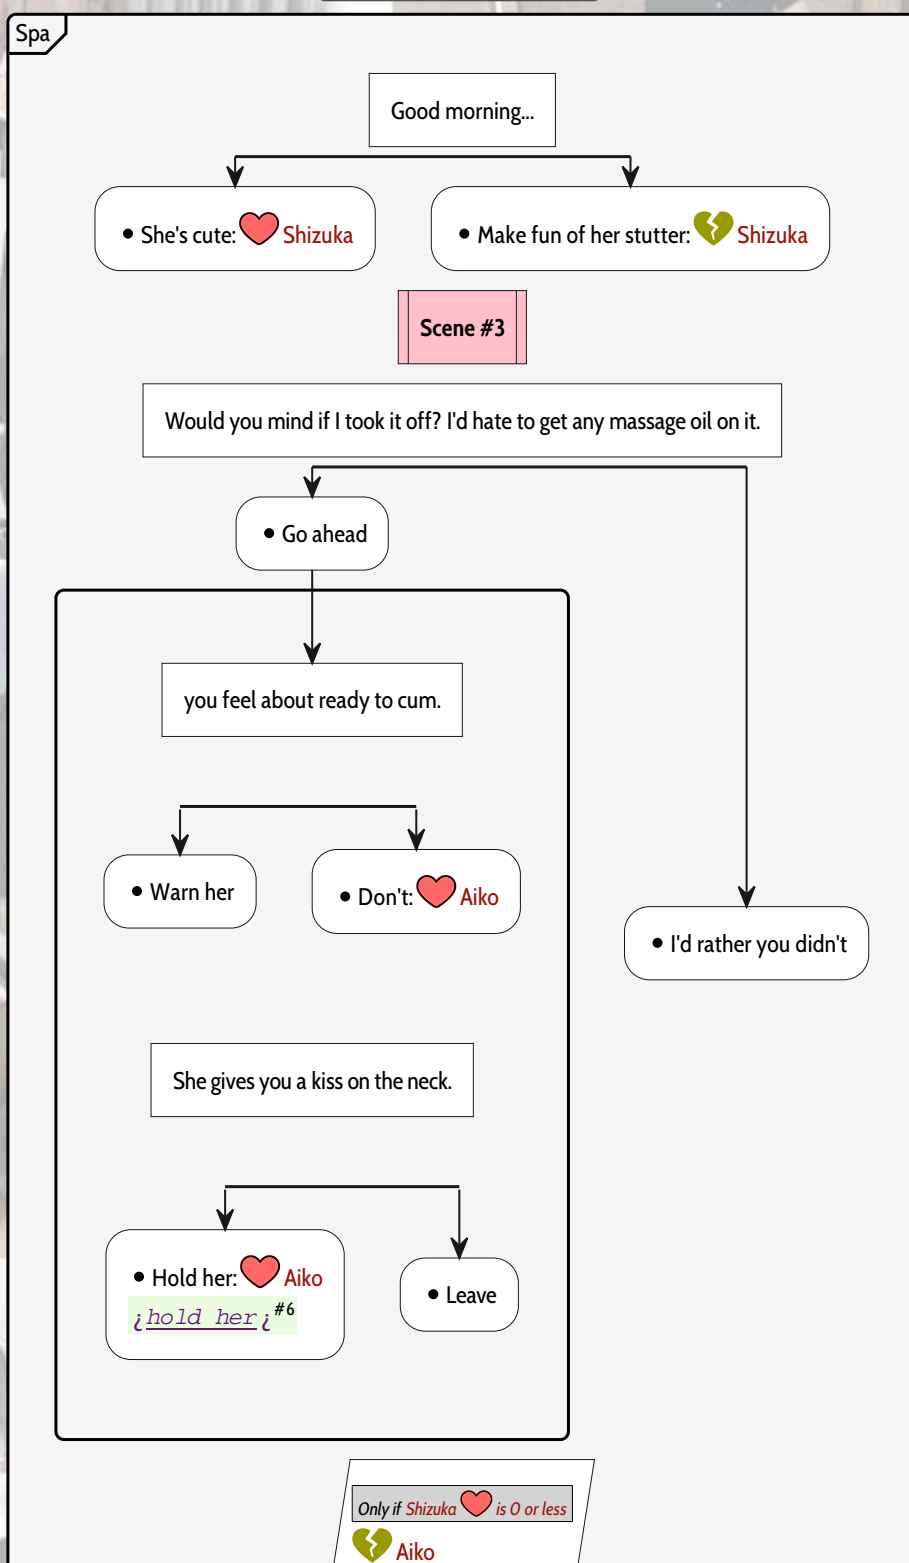 Spa
Good morning...
• She's cute: Shizuka
• Make fun of her stutter: Shizuka
Scene #3
Would you mind if I took it off? I'd hate to get any massage oil on it.
• Go ahead
you feel about ready to cum.
• Warn her
• Don't: Aiko
• I'd rather you didn't
She gives you a kiss on the neck.
• Hold her: Aiko
¿hold her¿#6
• Leave
Only if Shizuka is 0 or less
Aiko